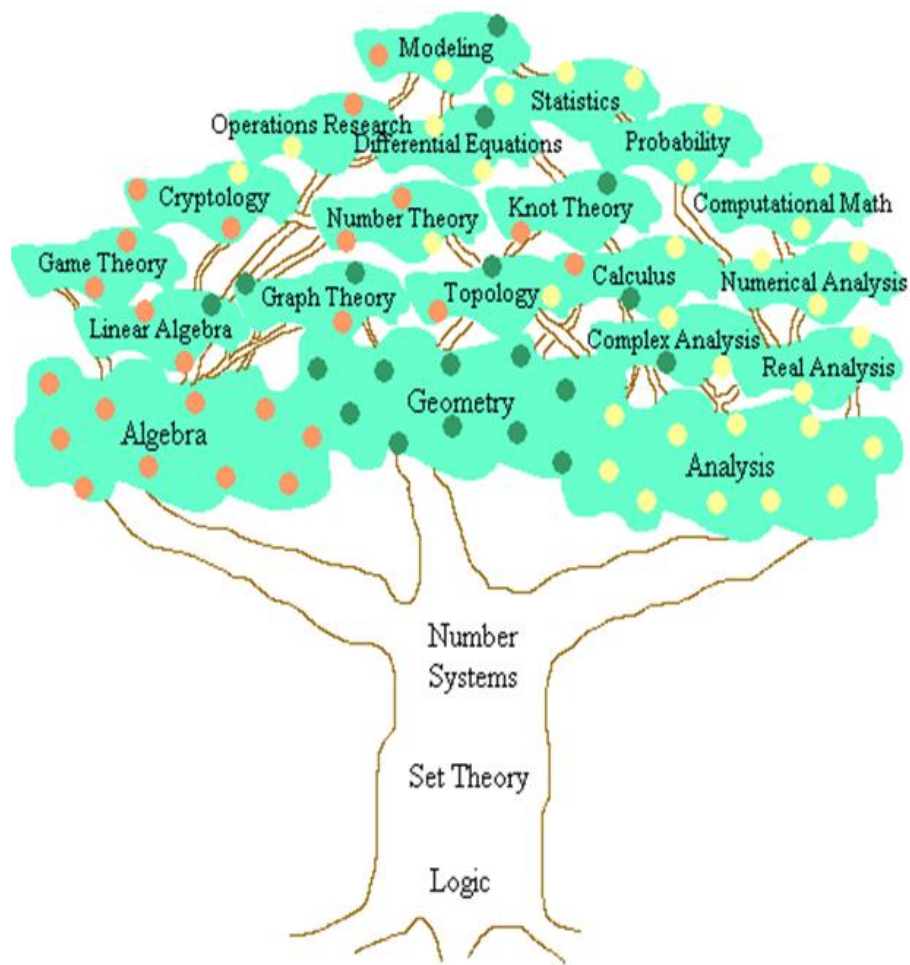 Modeling
Statistics
Operations Research
Differential Equations
Probability
Cryptology
Number Theory
Knot Theory
Computational Math
Game Theory
Graph Theory
Topology
Calculus
Numerical Analysis
Linear Algebra
Complex Analysis
Real Analysis
Algebra
Geometry
Analysis
Number
Systems
Set Theory
Logic